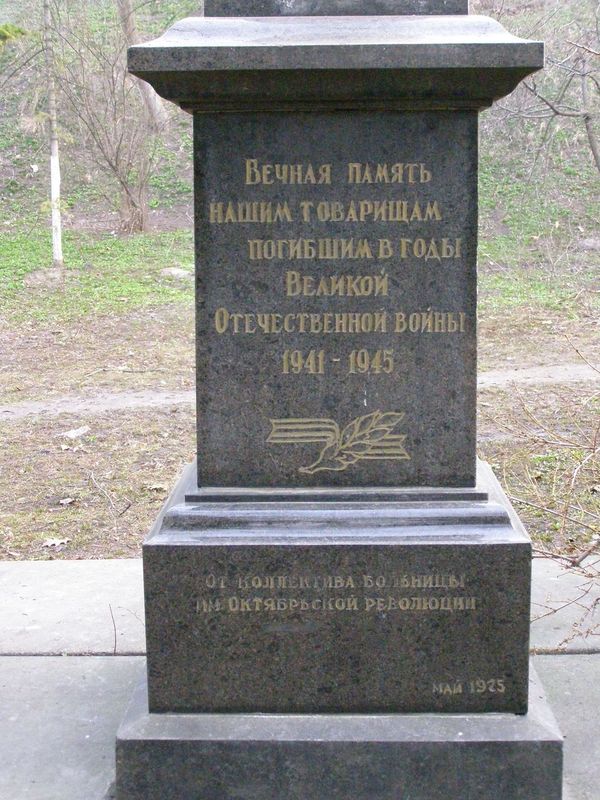 Вечная память
нашим товарищам
погибшим в годы
Великой
Отечественной войны
1941 - 1945
от коллектива больницы
им. Октябрьской революции
май 1975